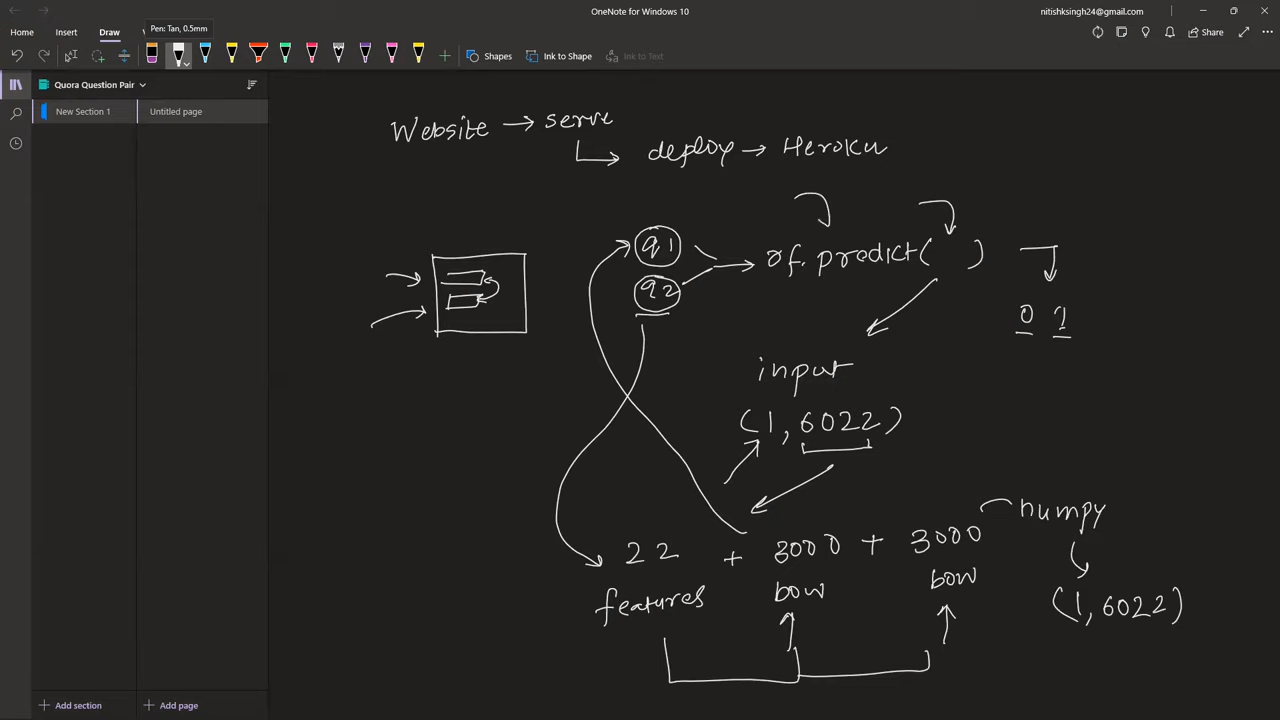 OneNote for Windows 10
nitishksingh24@gmail.com
Pen: Tan, 0.5mm
Home
Insert
Draw
Share
Shapes
Ink to Shape
Ink to Text
Quora Question Pair
New Section 1
Untitled page
Website → serve
deploy → Heroku
q1
q2
rf.predict( )
0 1
input
(1, 6022)
22 + 3000 + 3000
numpy
features
bow
bow
(1, 6022)
Add section
Add page